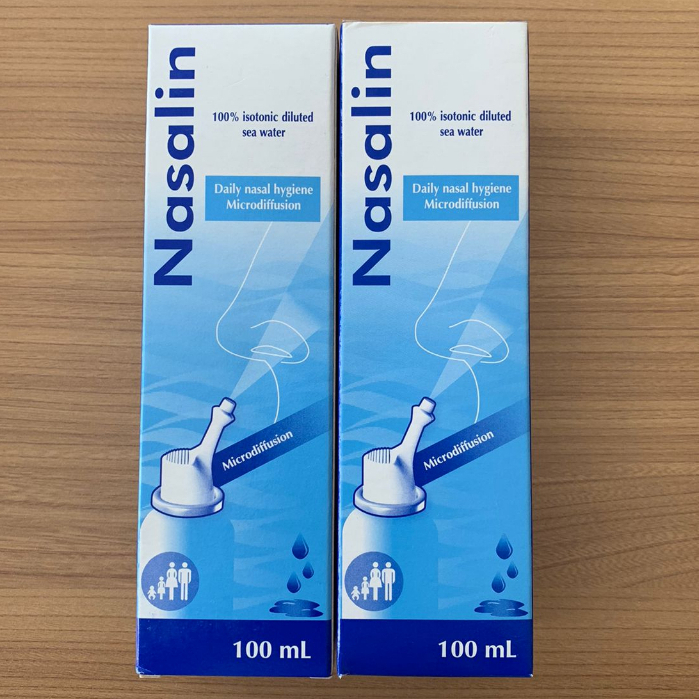 Nasalin
100% isotonic diluted
sea water
Daily nasal hygiene
Microdiffusion
Microdiffusion
100 mL
Nasalin
100% isotonic diluted
sea water
Daily nasal hygiene
Microdiffusion
Microdiffusion
100 mL